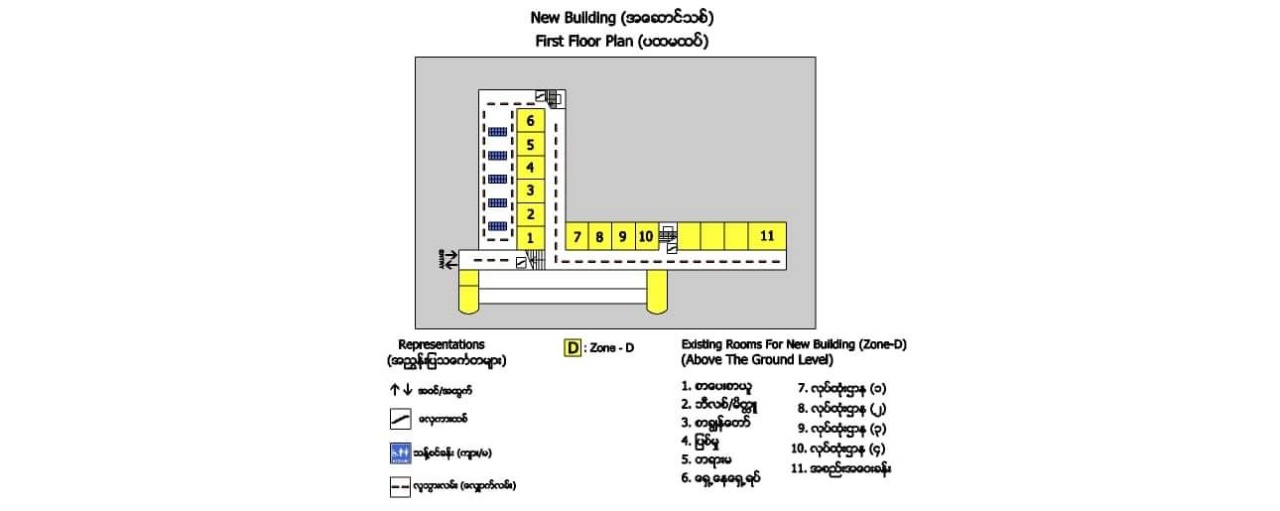 New Building (အဆောင်သစ်)
First Floor Plan (ပထမထပ်)
6
5
4
3
2
1
7 8 9 10 11
Representations
(အညွှန်းပြသင်္ကေတများ)
အဝင်/အထွက်
လှေကားထစ်
သန့်စင်ခန်း (ကျား/မ)
လူသွားလမ်း (လျှောက်လမ်း)
D : Zone - D
Existing Rooms For New Building (Zone-D)
(Above The Ground Level)
1. စာပေးစာယူ
2. ဘီလစ်/မိတ္တူ
3. စာချွန်တော်
4. ပြစ်မှု
5. တရားမ
6. ရှေ့နေရှေ့ရပ်
7. လုပ်ထုံးဌာန (၁)
8. လုပ်ထုံးဌာန (၂)
9. လုပ်ထုံးဌာန (၃)
10. လုပ်ထုံးဌာန (၄)
11. အစည်းအဝေးခန်း